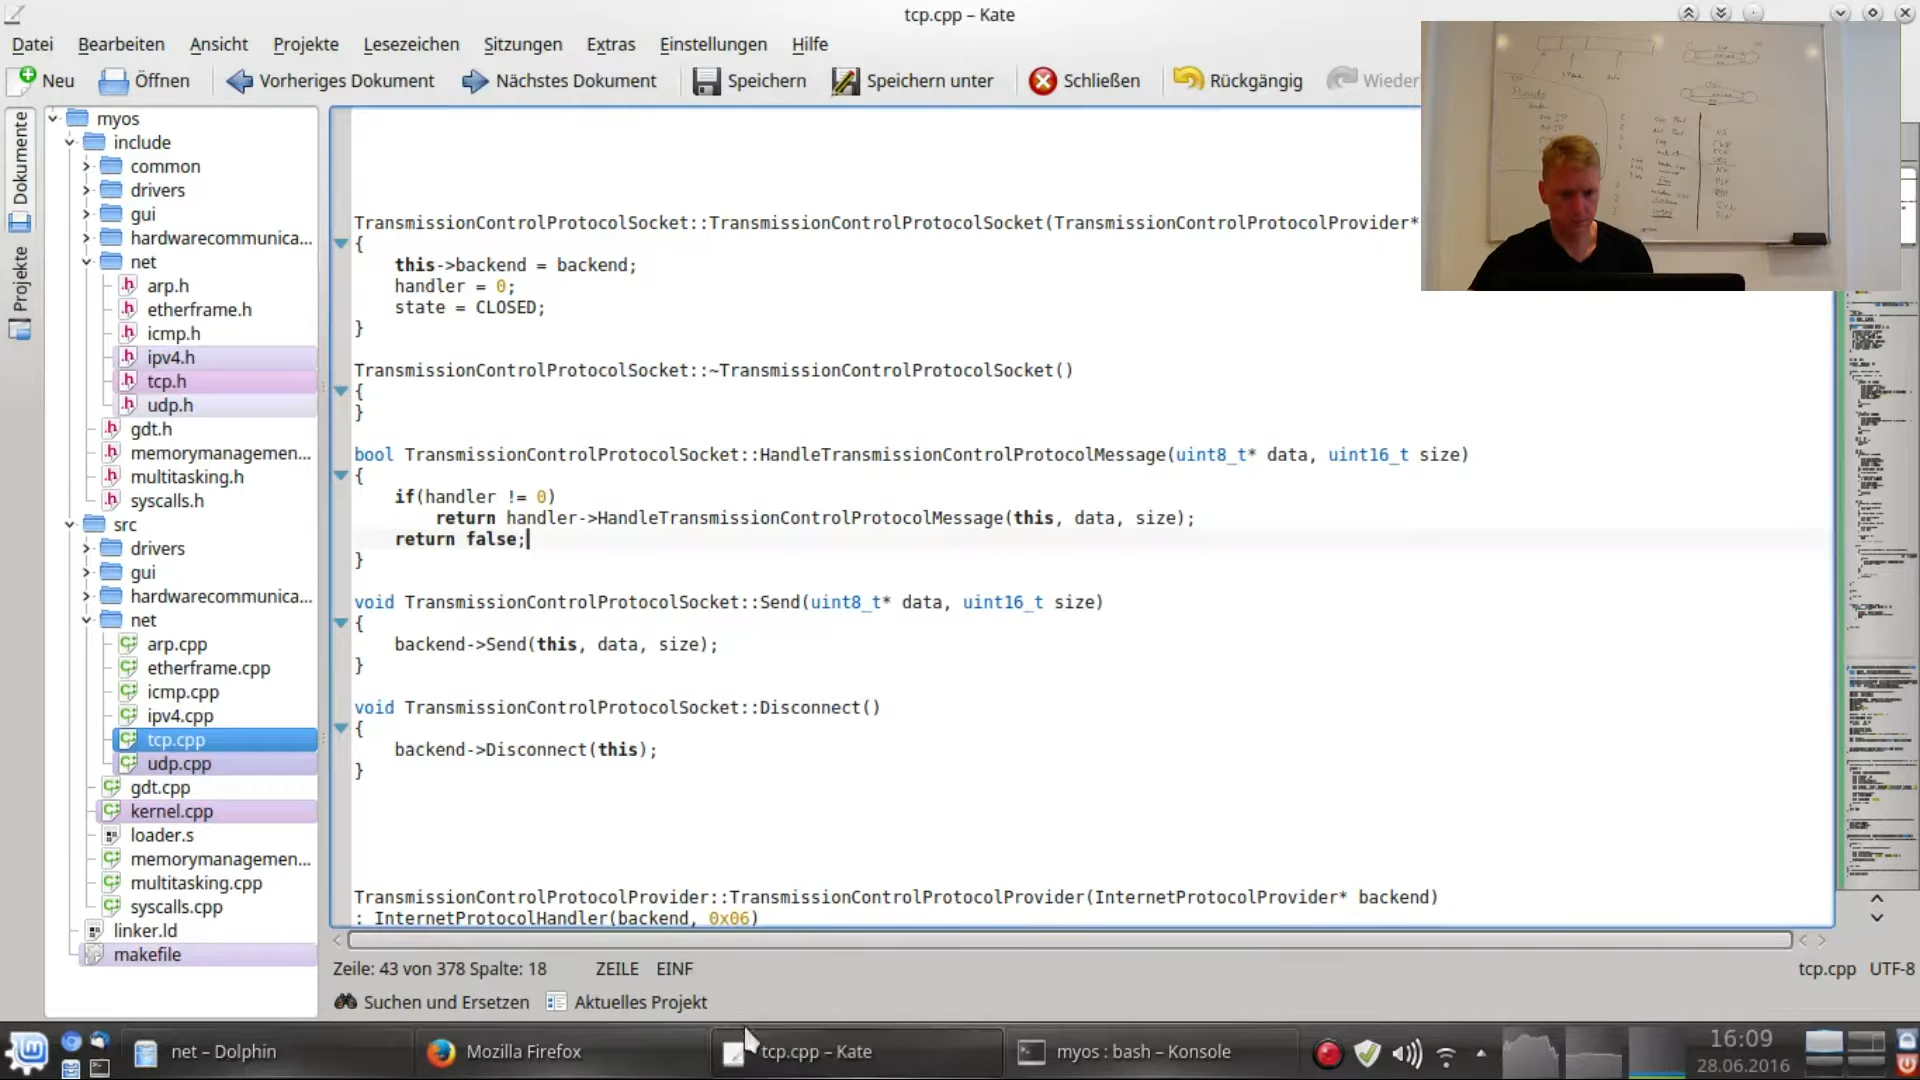 tcp.cpp – Kate
Datei Bearbeiten Ansicht Projekte Lesezeichen Sitzungen Extras Einstellungen Hilfe
Neu Öffnen Vorheriges Dokument Nächstes Dokument Speichern Speichern unter Schließen Rückgängig Wieder
Dokumente
Projekte
myos
include
common
drivers
gui
hardwarecommunica...
net
arp.h
etherframe.h
icmp.h
ipv4.h
tcp.h
udp.h
gdt.h
memorymanagemen...
multitasking.h
syscalls.h
src
drivers
gui
hardwarecommunica...
net
arp.cpp
etherframe.cpp
icmp.cpp
ipv4.cpp
tcp.cpp
udp.cpp
gdt.cpp
kernel.cpp
loader.s
memorymanagemen...
multitasking.cpp
syscalls.cpp
linker.ld
makefile
TransmissionControlProtocolSocket::TransmissionControlProtocolSocket(TransmissionControlProtocolProvider*
{
this->backend = backend;
handler = 0;
state = CLOSED;
}
TransmissionControlProtocolSocket::~TransmissionControlProtocolSocket()
{
}
bool TransmissionControlProtocolSocket::HandleTransmissionControlProtocolMessage(uint8_t* data, uint16_t size)
{
if(handler != 0)
return handler->HandleTransmissionControlProtocolMessage(this, data, size);
return false;
}
void TransmissionControlProtocolSocket::Send(uint8_t* data, uint16_t size)
{
backend->Send(this, data, size);
}
void TransmissionControlProtocolSocket::Disconnect()
{
backend->Disconnect(this);
}
TransmissionControlProtocolProvider::TransmissionControlProtocolProvider(InternetProtocolProvider* backend)
: InternetProtocolHandler(backend, 0x06)
Pseudo
Zeile: 43 von 378 Spalte: 18 ZEILE EINF tcp.cpp UTF-8
Suchen und Ersetzen Aktuelles Projekt
net – Dolphin Mozilla Firefox tcp.cpp – Kate myos : bash – Konsole 16:09
28.06.2016